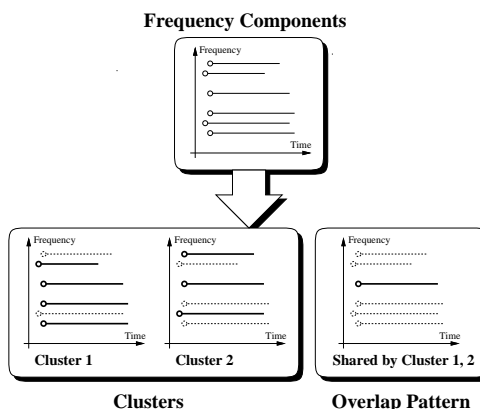 Frequency Components
Frequency
Time
Frequency
Time
Cluster 1
Frequency
Time
Cluster 2
Frequency
Time
Shared by Cluster 1, 2
Clusters
Overlap Pattern